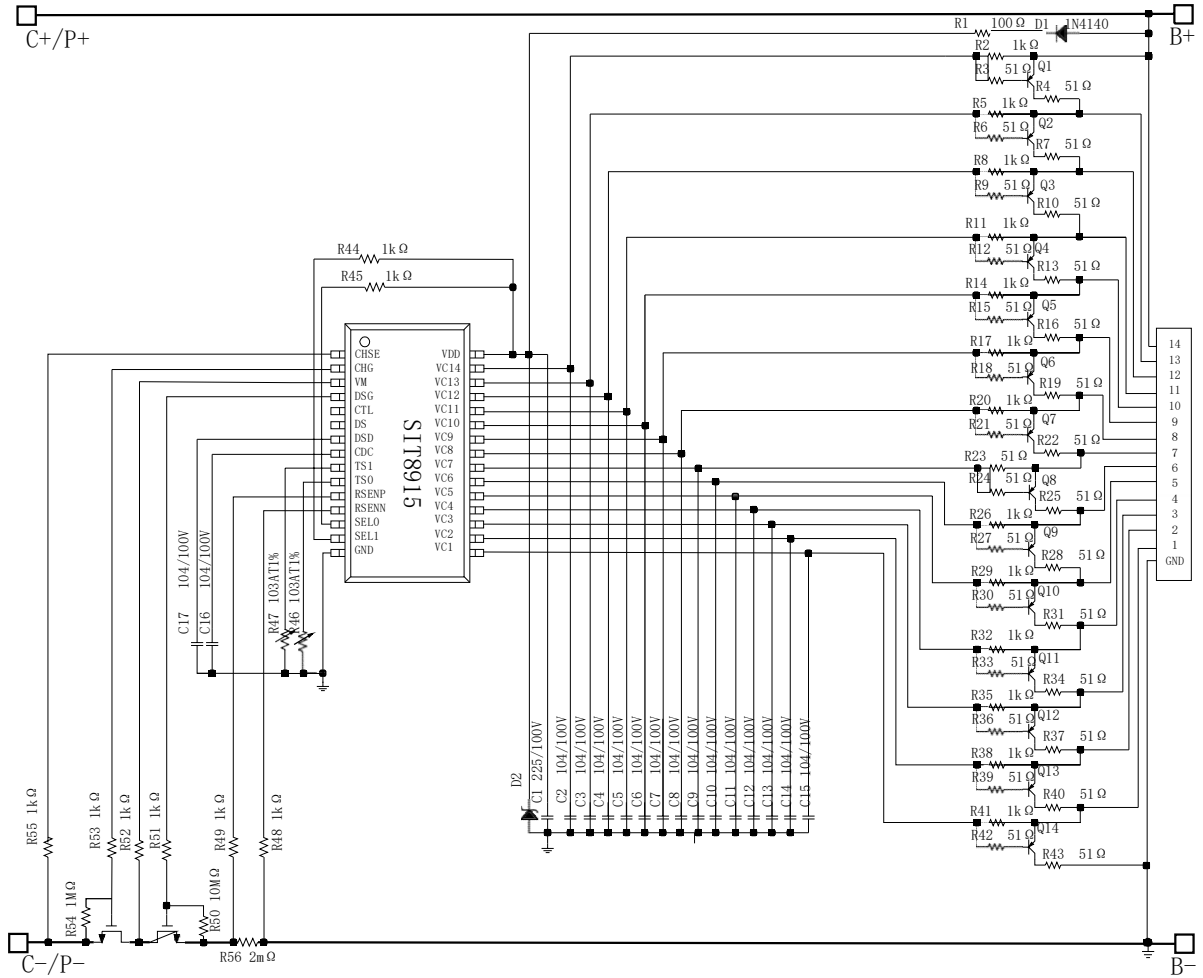 C+/P+
B+
R1 100Ω D1 1N4140
R2 1kΩ
R3 51Ω Q1
R4 51Ω
R5 1kΩ
R6 51Ω Q2
R7 51Ω
R8 1kΩ
R9 51Ω Q3
R10 51Ω
R11 1kΩ
R12 51Ω Q4
R13 51Ω
R14 1kΩ
R15 51Ω Q5
R16 51Ω
R17 1kΩ
R18 51Ω Q6
R19 51Ω
R20 1kΩ
R21 51Ω Q7
R22 51Ω
R23 51Ω
R24 51Ω Q8
R25 51Ω
R26 1kΩ
R27 51Ω Q9
R28 51Ω
R29 1kΩ
R30 51Ω Q10
R31 51Ω
R32 1kΩ
R33 51Ω Q11
R34 51Ω
R35 1kΩ
R36 51Ω Q12
R37 51Ω
R38 1kΩ
R39 51Ω Q13
R40 51Ω
R41 1kΩ
R42 51Ω Q14
R43 51Ω
14
13
12
11
10
9
8
7
6
5
4
3
2
1
GND
R44 1kΩ
R45 1kΩ
CHSE
CHG
VM
DSG
CTL
DS
DSD
CDC
TS1
TS0
RSENP
RSENN
SEL0
SEL1
GND
SIT8915
VDD
VC14
VC13
VC12
VC11
VC10
VC9
VC8
VC7
VC6
VC5
VC4
VC3
VC2
VC1
C17 104/100V
C16 104/100V
R47 103AT1%
R46 103AT1%
D2
C1 225/100V
C2 104/100V
C3 104/100V
C4 104/100V
C5 104/100V
C6 104/100V
C7 104/100V
C8 104/100V
C9 104/100V
C10 104/100V
C11 104/100V
C12 104/100V
C13 104/100V
C14 104/100V
C15 104/100V
R55 1kΩ
R53 1kΩ
R52 1kΩ
R51 1kΩ
R49 1kΩ
R48 1kΩ
R54 1MΩ
R50 10MΩ
R56 2mΩ
C-/P-
B-